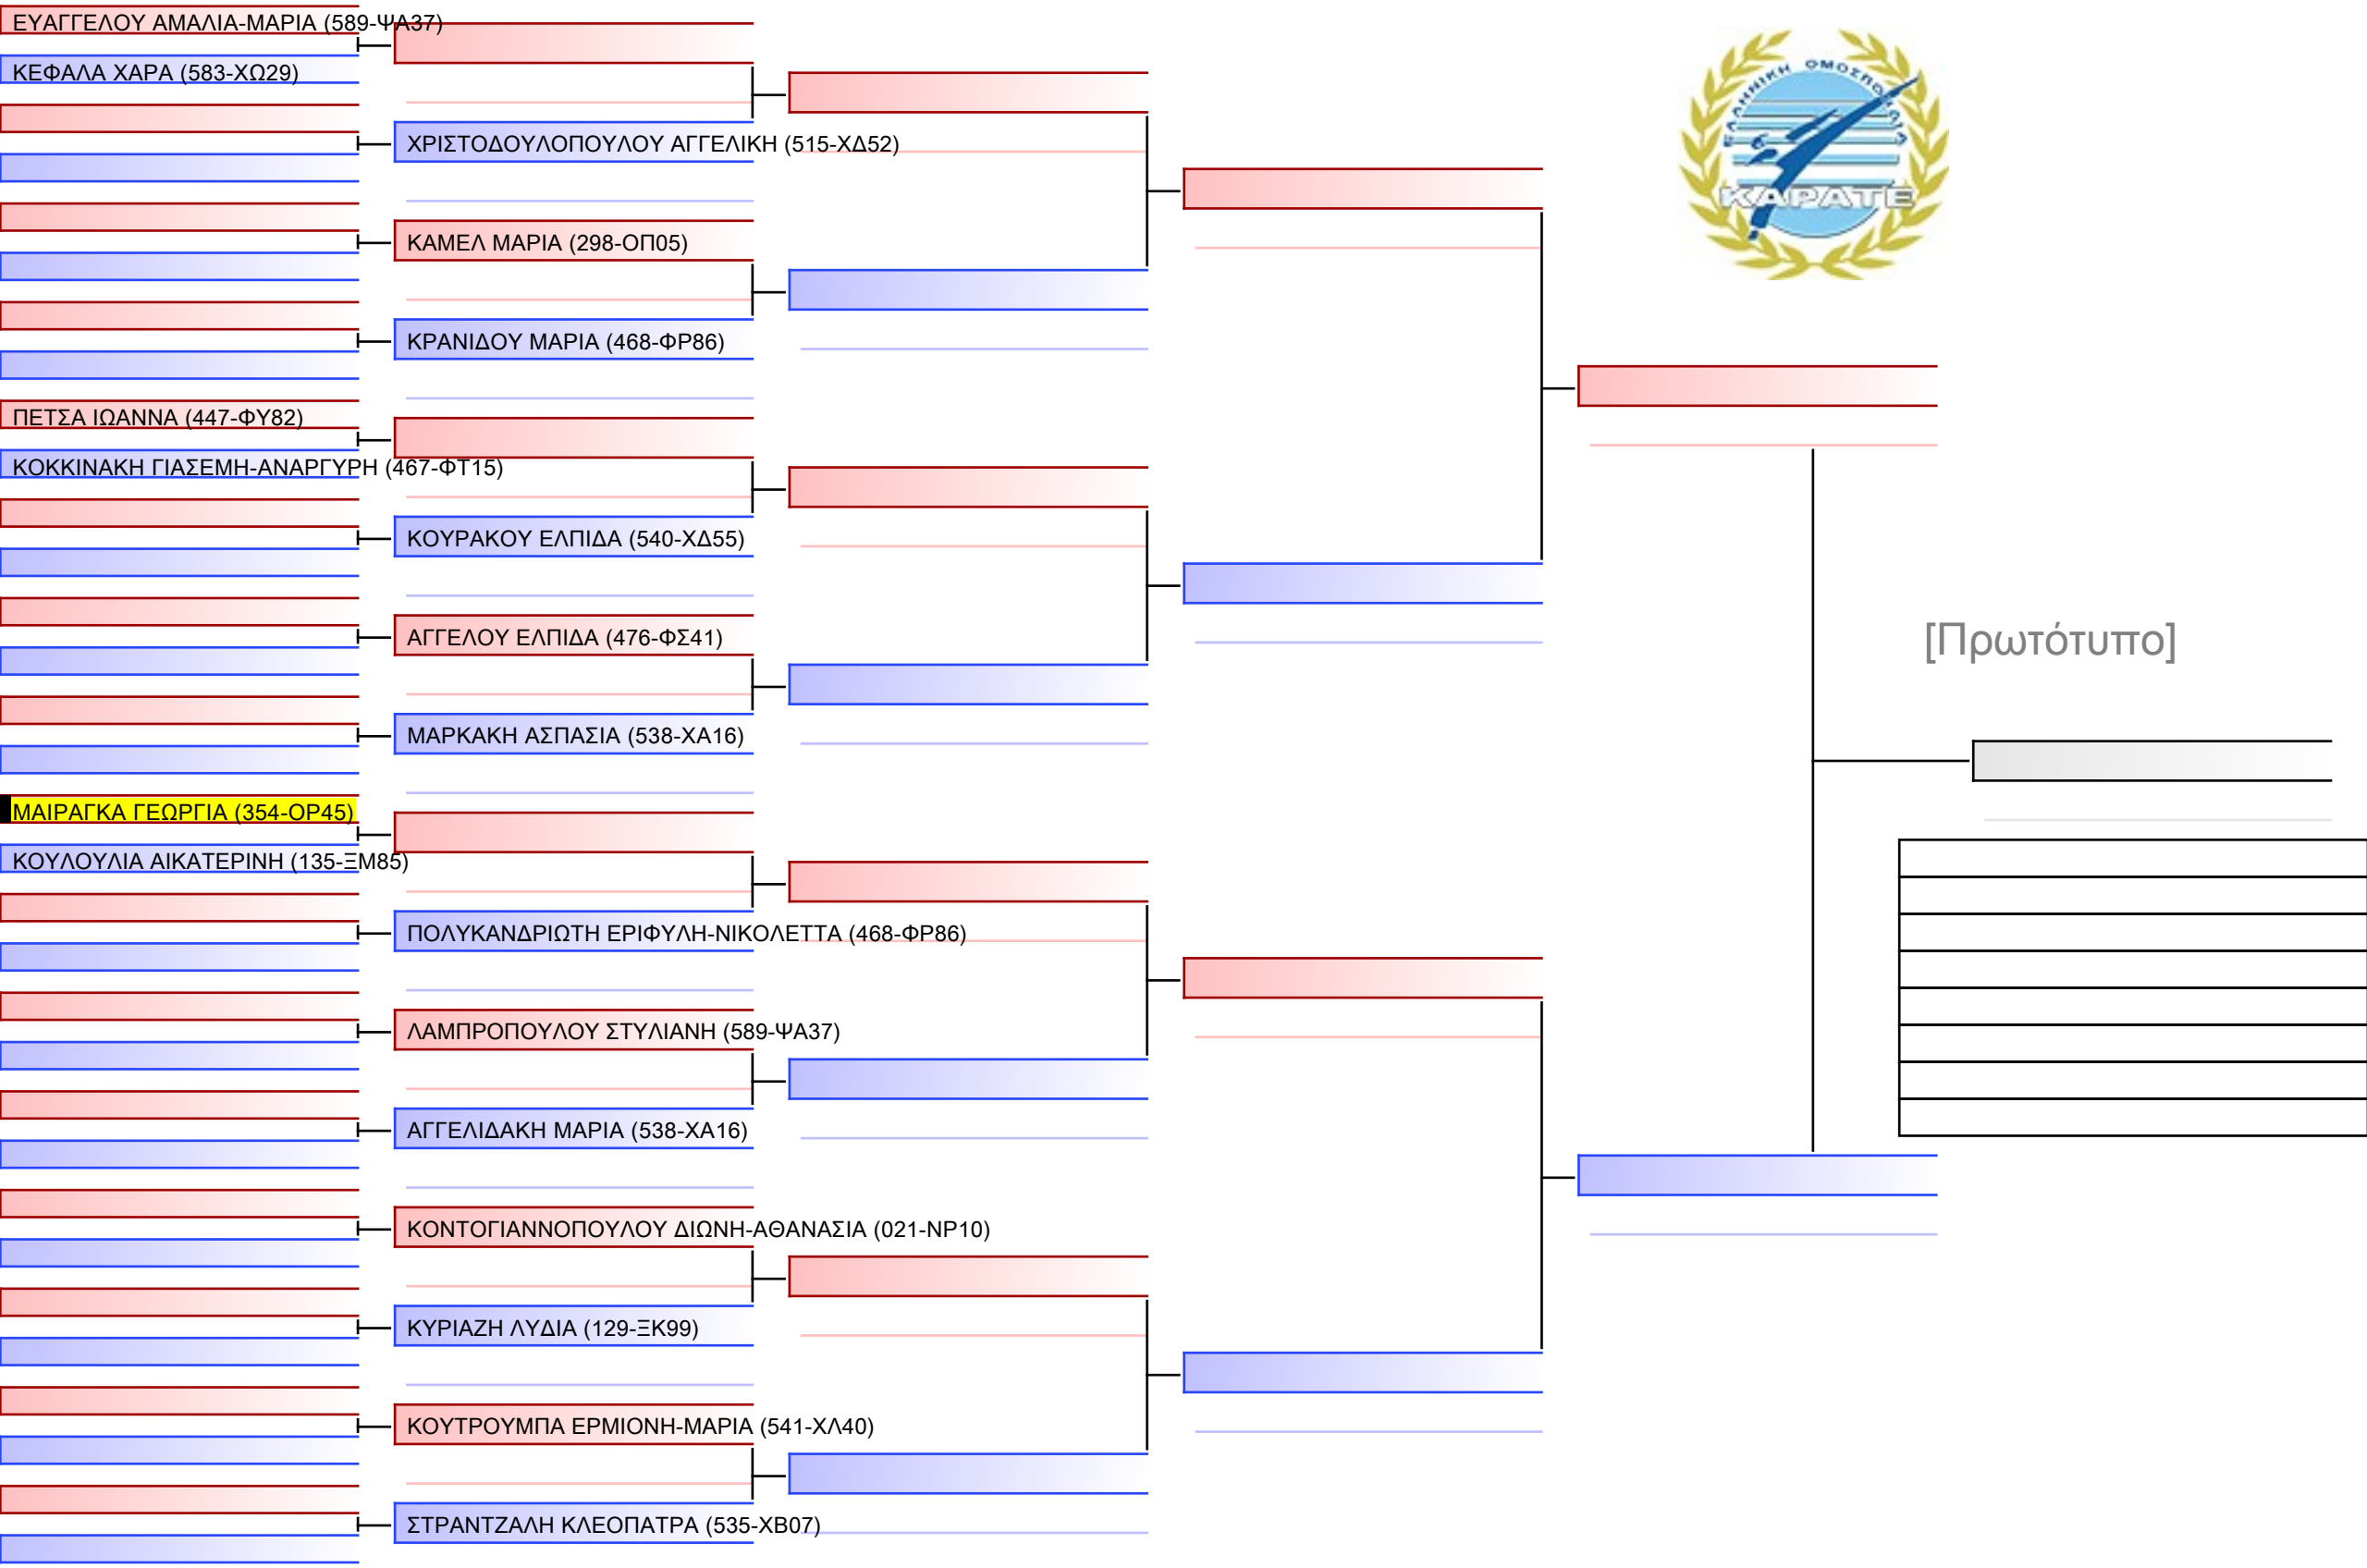 ΕΥΑΓΓΕΛΟΥ ΑΜΑΛΙΑ-ΜΑΡΙΑ (589-ΨΑ37)
ΚΕΦΑΛΑ ΧΑΡΑ (583-ΧΩ29)
ΧΡΙΣΤΟΔΟΥΛΟΠΟΥΛΟΥ ΑΓΓΕΛΙΚΗ (515-ΧΔ52)
ΚΑΜΕΛ ΜΑΡΙΑ (298-ΟΠ05)
ΚΡΑΝΙΔΟΥ ΜΑΡΙΑ (468-ΦΡ86)
ΠΕΤΣΑ ΙΩΑΝΝΑ (447-ΦΥ82)
ΚΟΚΚΙΝΑΚΗ ΓΙΑΣΕΜΗ-ΑΝΑΡΓΥΡΗ (467-ΦΤ15)
ΚΟΥΡΑΚΟΥ ΕΛΠΙΔΑ (540-ΧΔ55)
ΑΓΓΕΛΟΥ ΕΛΠΙΔΑ (476-ΦΣ41)
ΜΑΡΚΑΚΗ ΑΣΠΑΣΙΑ (538-ΧΑ16)
ΜΑΙΡΑΓΚΑ ΓΕΩΡΓΙΑ (354-ΟΡ45)
ΚΟΥΛΟΥΛΙΑ ΑΙΚΑΤΕΡΙΝΗ (135-ΞΜ85)
ΠΟΛΥΚΑΝΔΡΙΩΤΗ ΕΡΙΦΥΛΗ-ΝΙΚΟΛΕΤΤΑ (468-ΦΡ86)
ΛΑΜΠΡΟΠΟΥΛΟΥ ΣΤΥΛΙΑΝΗ (589-ΨΑ37)
ΑΓΓΕΛΙΔΑΚΗ ΜΑΡΙΑ (538-ΧΑ16)
ΚΟΝΤΟΓΙΑΝΝΟΠΟΥΛΟΥ ΔΙΩΝΗ-ΑΘΑΝΑΣΙΑ (021-ΝΡ10)
ΚΥΡΙΑΖΗ ΛΥΔΙΑ (129-ΞΚ99)
ΚΟΥΤΡΟΥΜΠΑ ΕΡΜΙΟΝΗ-ΜΑΡΙΑ (541-ΧΛ40)
ΣΤΡΑΝΤΖΑΛΗ ΚΛΕΟΠΑΤΡΑ (535-ΧΒ07)
ΕΛΛΗΝΙΚΗ ΟΜΟΣΠΟΝΔΙΑ
ΚΑΡΑΤΕ
[Πρωτότυπο]